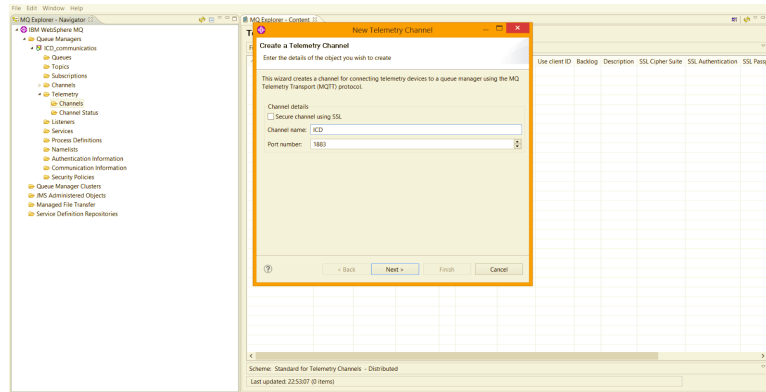 File Edit Window Help
MQ Explorer - Navigator
MQ Explorer - Content
IBM WebSphere MQ
Queue Managers
ICD_communicatios
Queues
Topics
Subscriptions
Channels
Telemetry
Channels
Channel Status
Listeners
Services
Process Definitions
Namelists
Authentication Information
Communication Information
Security Policies
Queue Manager Clusters
JMS Administered Objects
Managed File Transfer
Service Definition Repositories
New Telemetry Channel
Create a Telemetry Channel
Enter the details of the object you wish to create
This wizard creates a channel for connecting telemetry devices to a queue manager using the MQ
Telemetry Transport (MQTT) protocol.
Channel details
Secure channel using SSL
Channel name: ICD
Port number: 1883
< Back Next > Finish Cancel
Use client ID Backlog Description SSL Cipher Suite SSL Authentication SSL Pass
Scheme: Standard for Telemetry Channels - Distributed
Last updated: 22:53:07 (0 items)